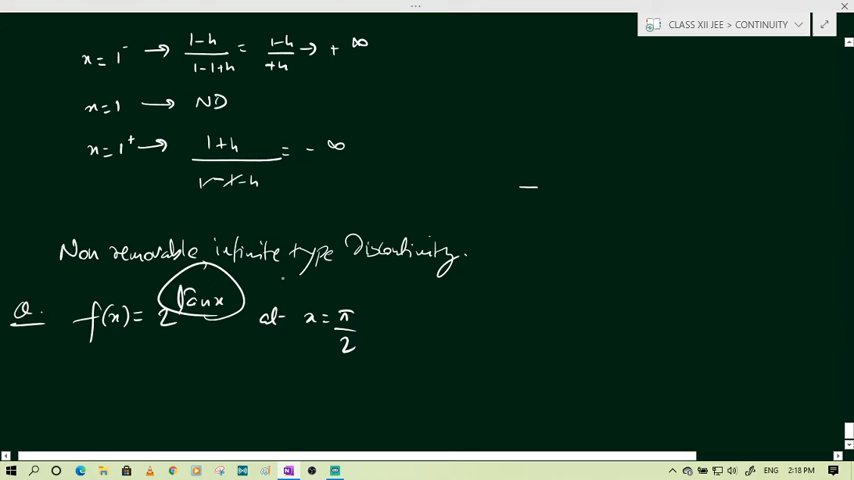 CLASS XII JEE > CONTINUITY
x = 1⁻ → (1-h)/(1-1+h) = (1-h)/(+h) → + ∞
x = 1 → ND
x = 1⁺ → (1+h)/(1-1-h) = - ∞
Non removable infinite type Discontinuity.
Q. f(x) = 2^(tanx) at x = π/2
ENG 2:18 PM